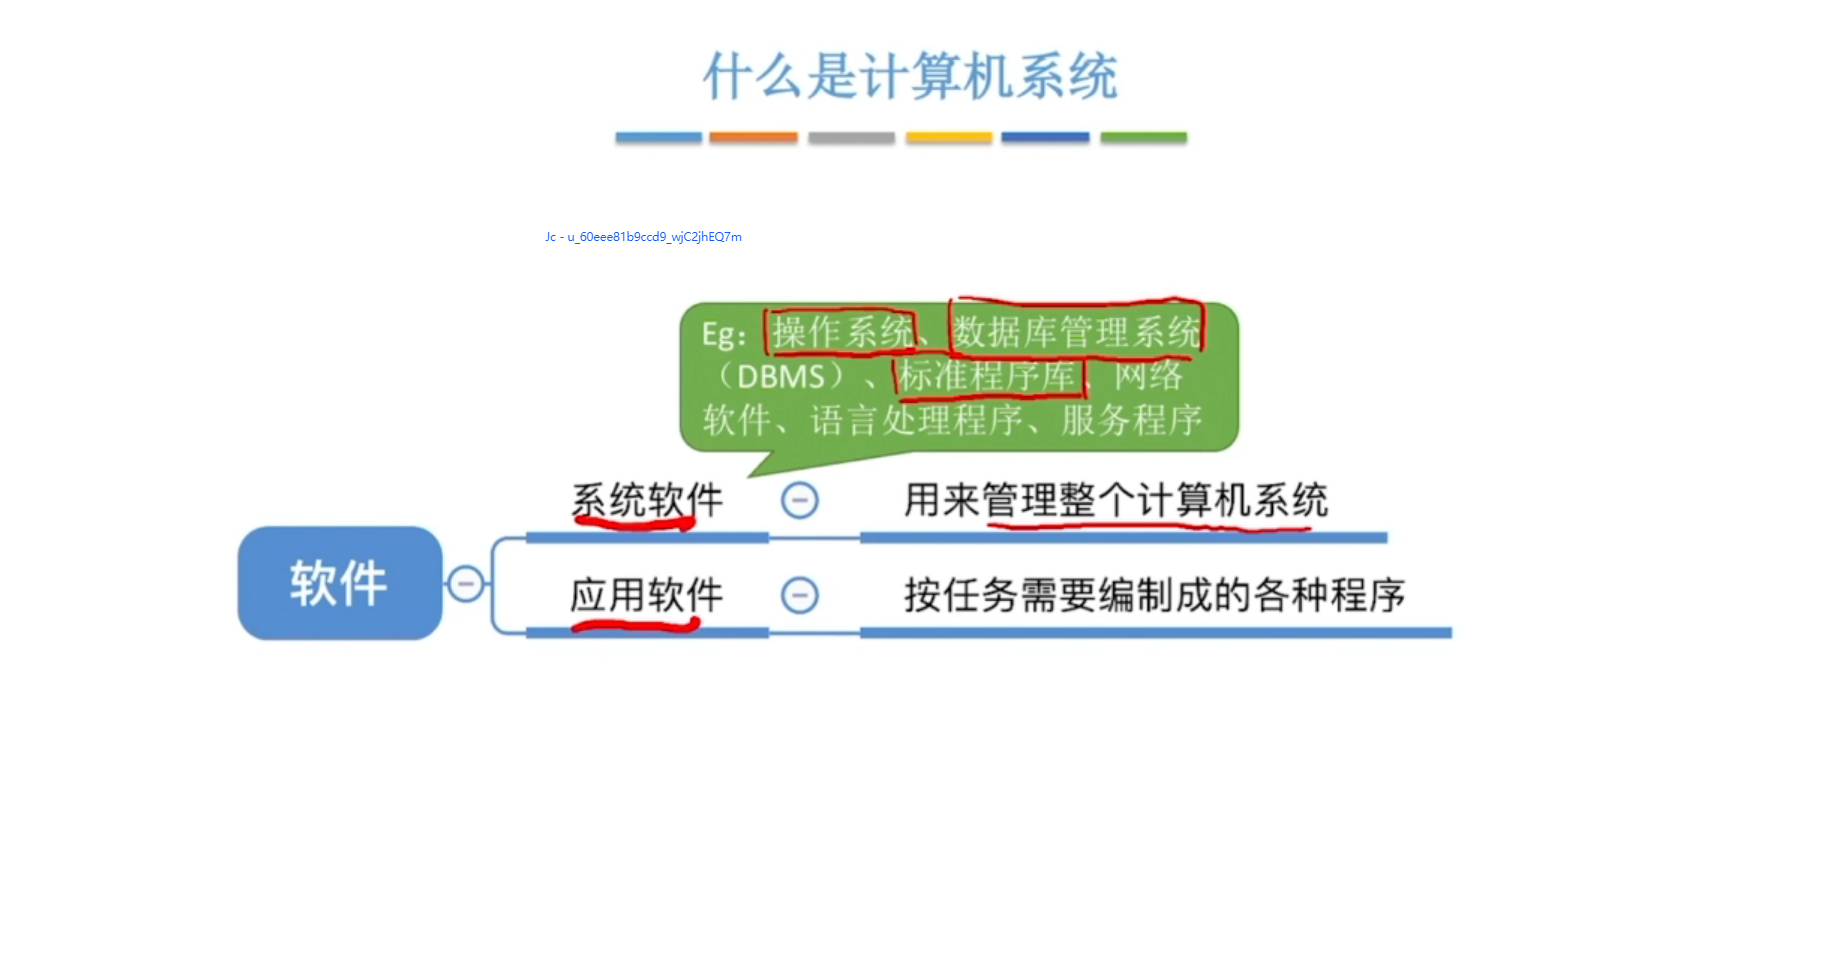 什么是计算机系统
Jc - u_60eee81b9ccd9_wjC2jhEQ7m
Eg：操作系统、数据库管理系统
（DBMS）、标准程序库、网络
软件、语言处理程序、服务程序
系统软件 用来管理整个计算机系统
软件
应用软件 按任务需要编制成的各种程序